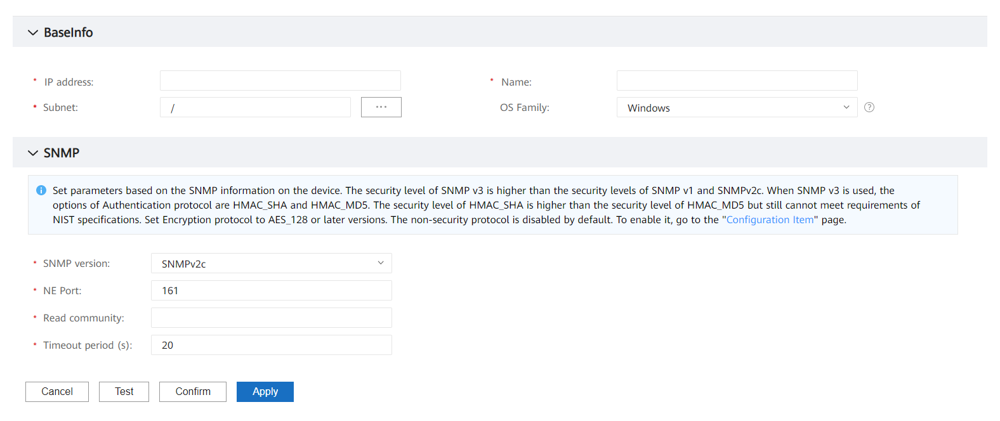 BaseInfo
* IP address:
* Name:
* Subnet: / ...
OS Family: Windows ?
SNMP
Set parameters based on the SNMP information on the device. The security level of SNMP v3 is higher than the security levels of SNMP v1 and SNMPv2c. When SNMP v3 is used, the
options of Authentication protocol are HMAC_SHA and HMAC_MD5. The security level of HMAC_SHA is higher than the security level of HMAC_MD5 but still cannot meet requirements of
NIST specifications. Set Encryption protocol to AES_128 or later versions. The non-security protocol is disabled by default. To enable it, go to the "Configuration Item" page.
* SNMP version: SNMPv2c
* NE Port: 161
* Read community:
* Timeout period (s): 20
Cancel Test Confirm Apply